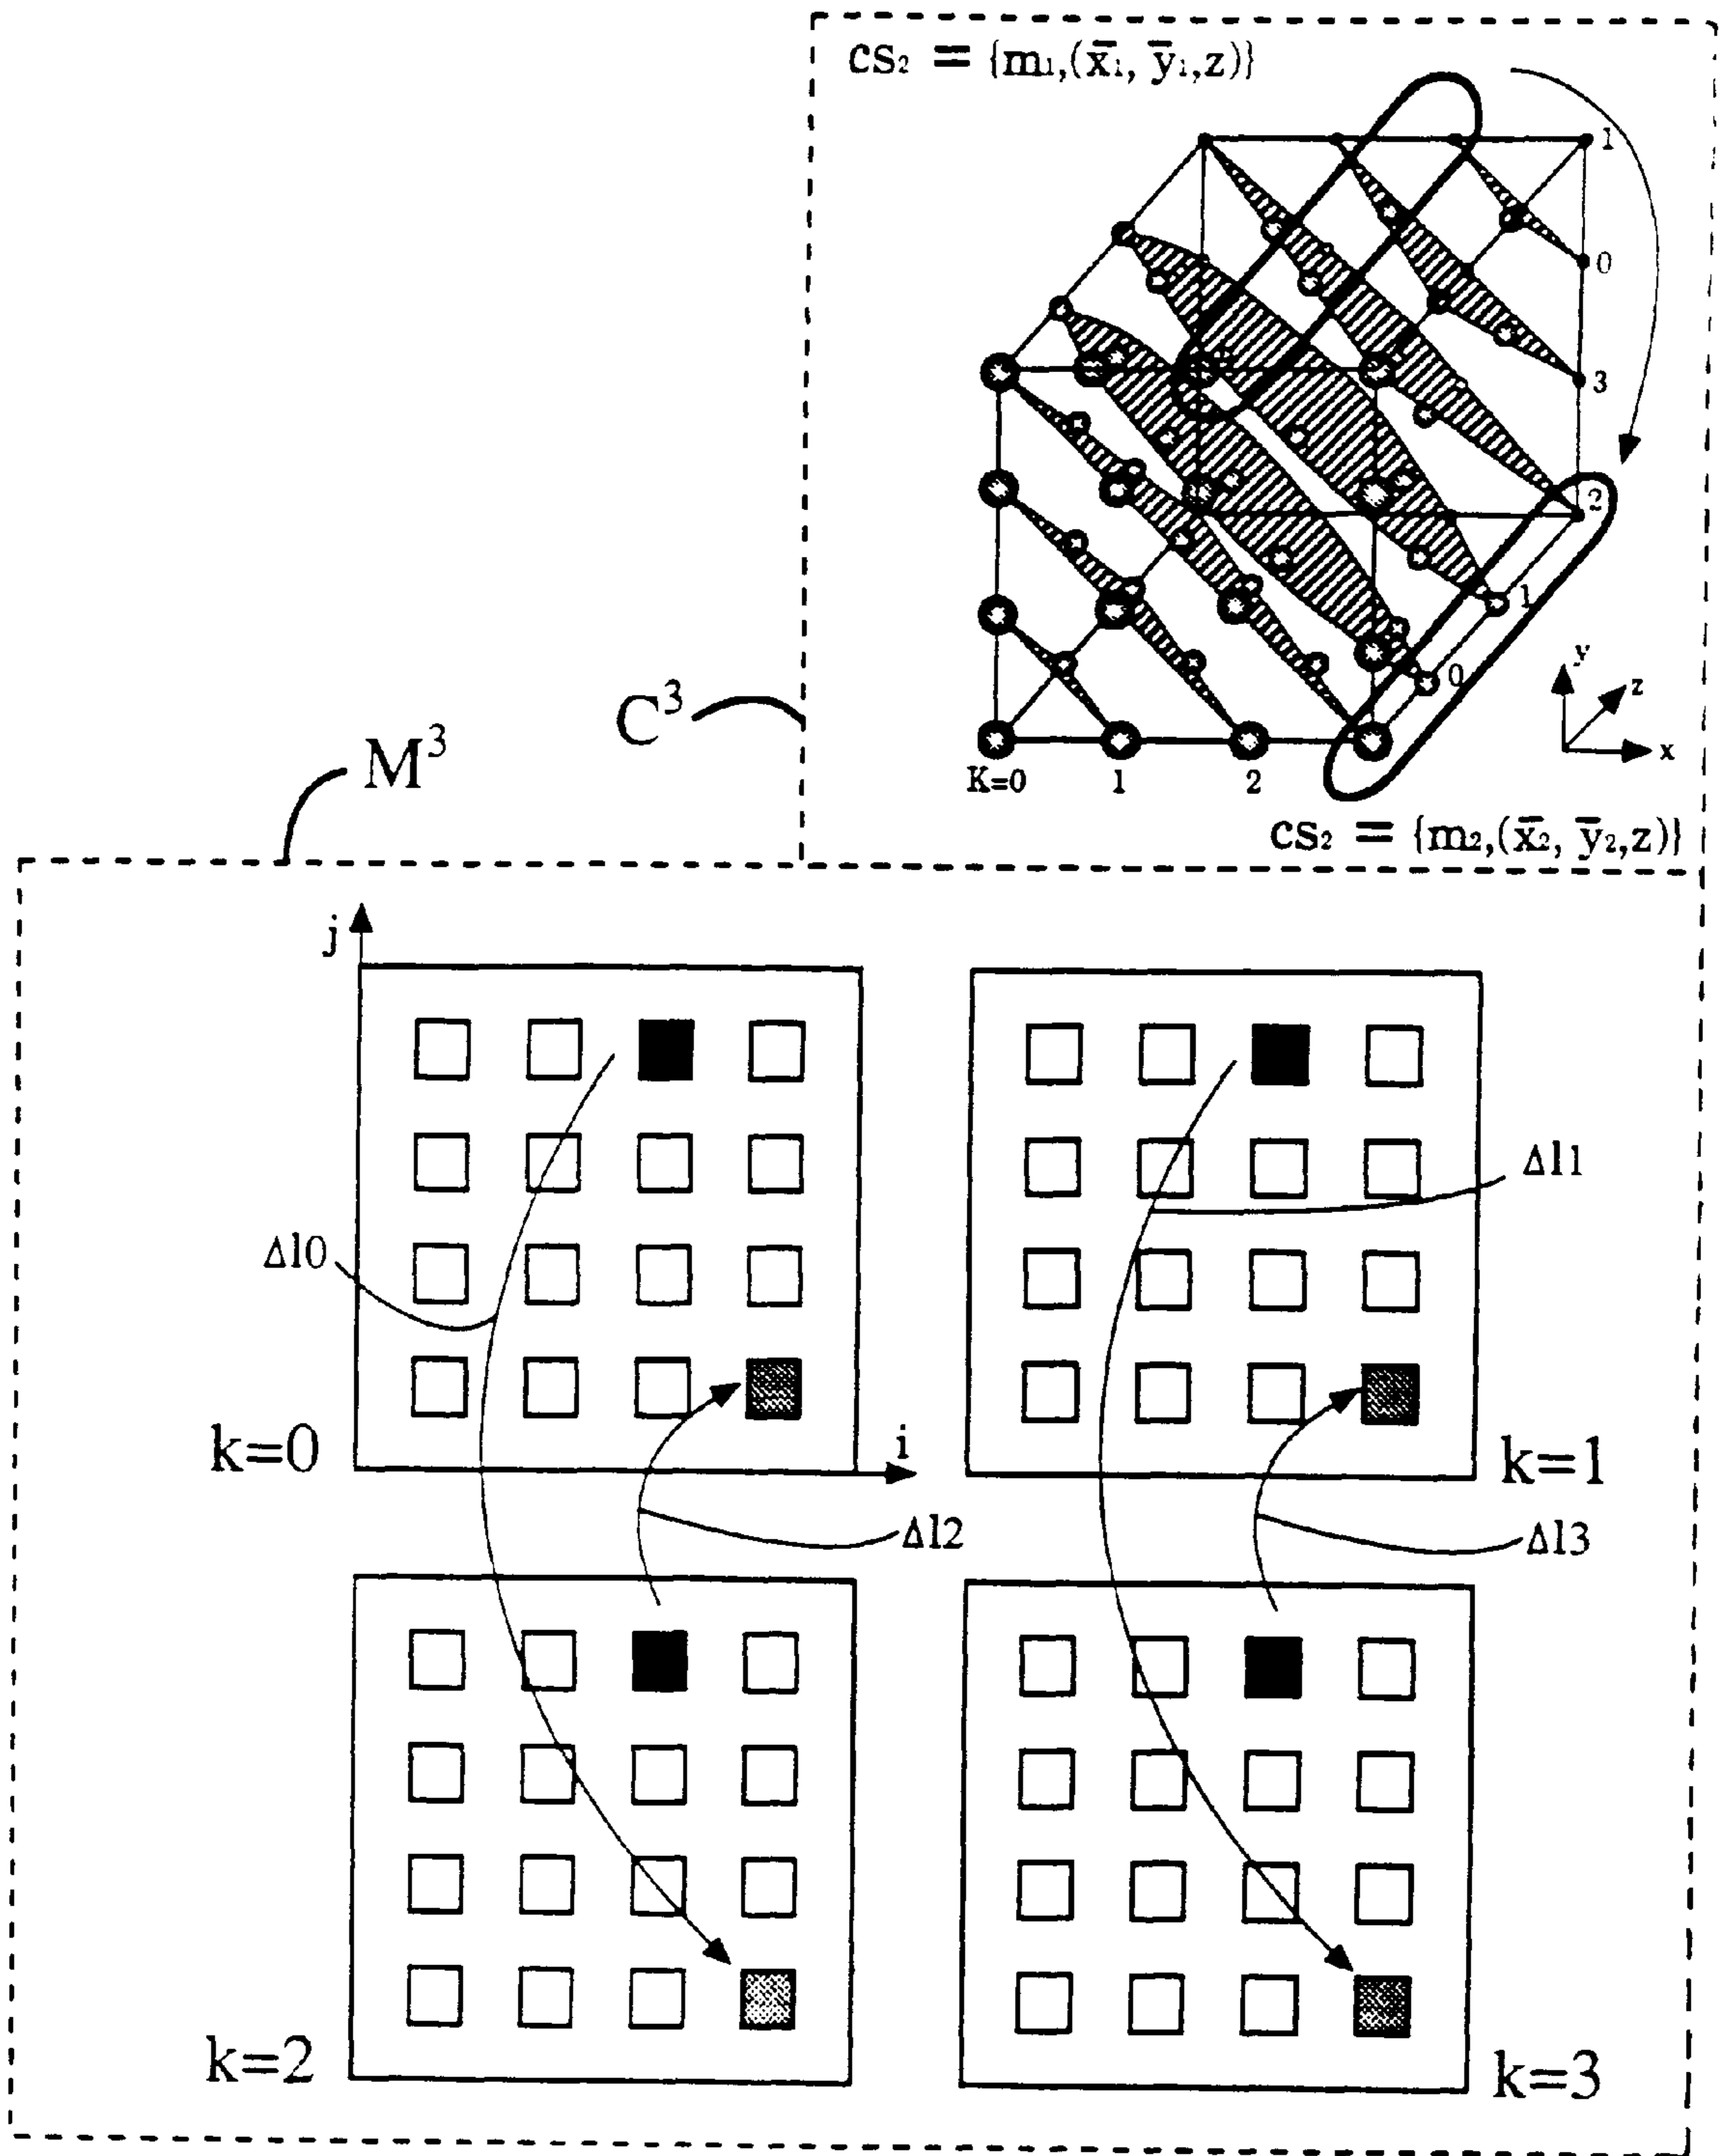 cs₂ = {m₁,(x̄₁, ȳ₁,z)}
1
0
3
2
1
0
y
z
x
K=0 1 2
cs₂ = {m₂,(x̄₂, ȳ₂,z)}
C³
M³
j
i
k=0
k=1
Δl0
Δl1
Δl2
Δl3
k=2
k=3